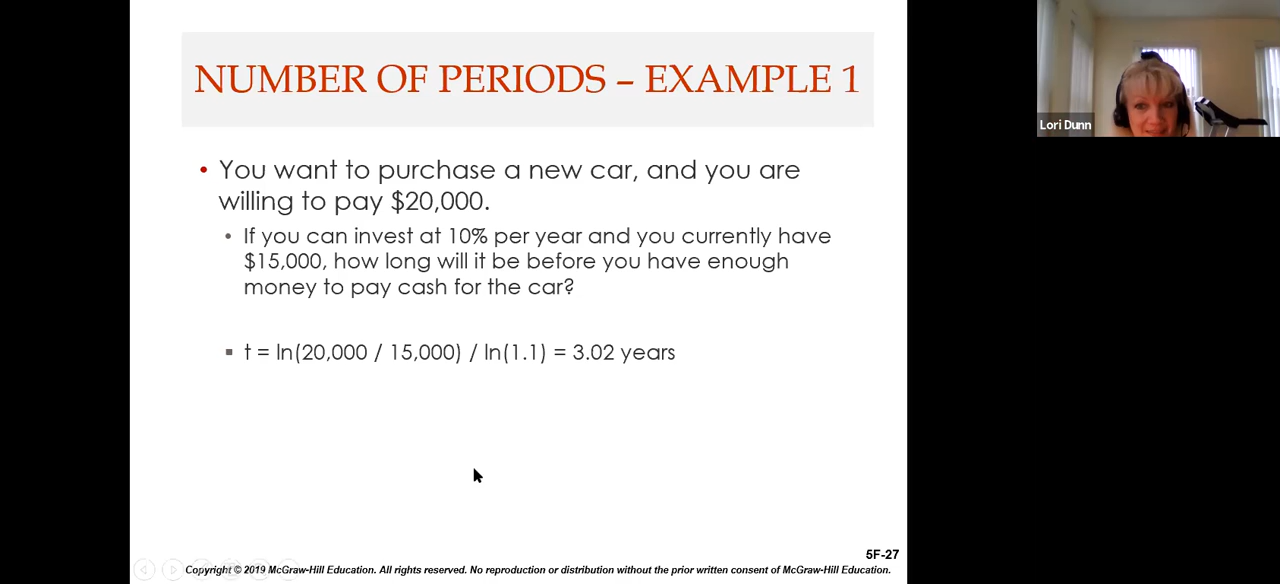 NUMBER OF PERIODS – EXAMPLE 1
Lori Dunn
• You want to purchase a new car, and you are
willing to pay $20,000.
• If you can invest at 10% per year and you currently have
$15,000, how long will it be before you have enough
money to pay cash for the car?
▪ t = ln(20,000 / 15,000) / ln(1.1) = 3.02 years
5F-27
Copyright © 2019 McGraw-Hill Education. All rights reserved. No reproduction or distribution without the prior written consent of McGraw-Hill Education.